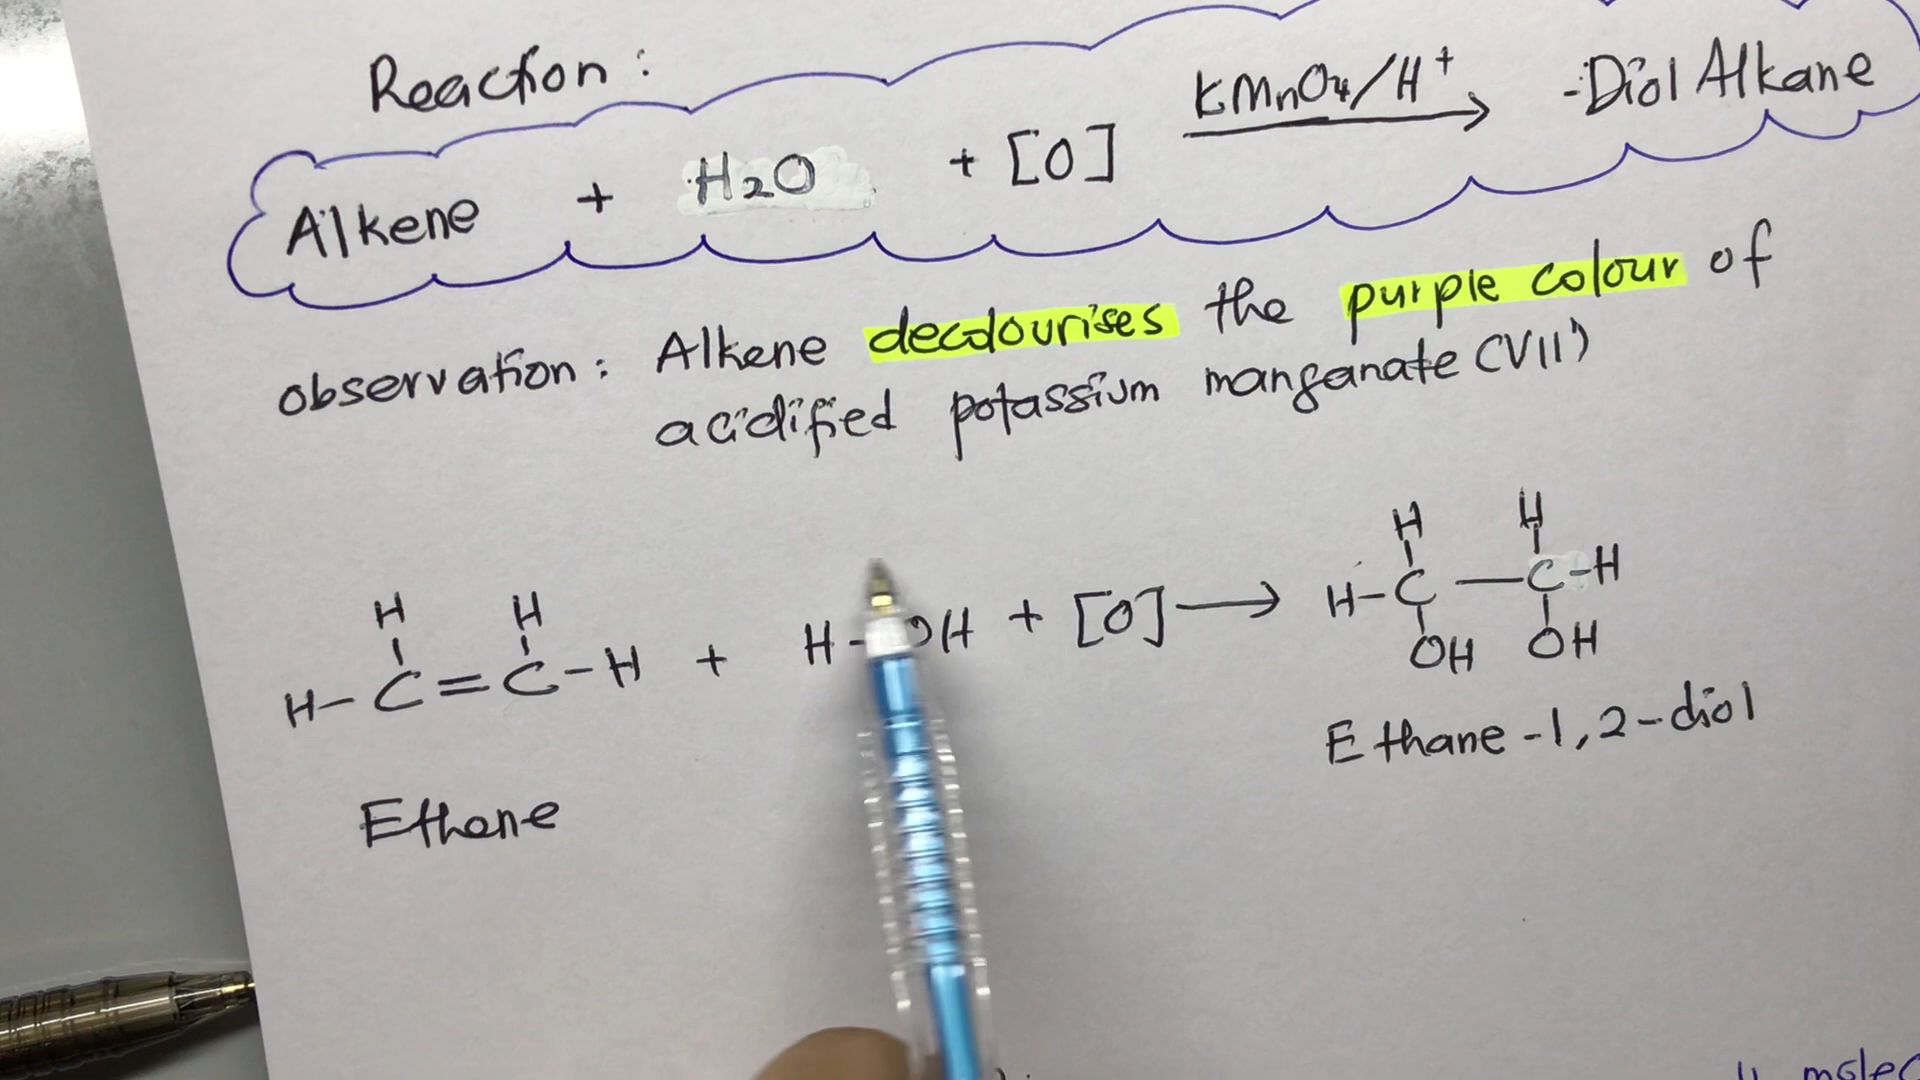 Reaction:
Alkene + H2O + [O] KMnO4/H+ → -Diol Alkane
observation: Alkene decolourises the purple colour of
acidified potassium manganate (VII)
H H
H-C=C-H + H-OH + [O] → H-C—C-H
H H
OH OH
Ethene
Ethane-1,2-diol